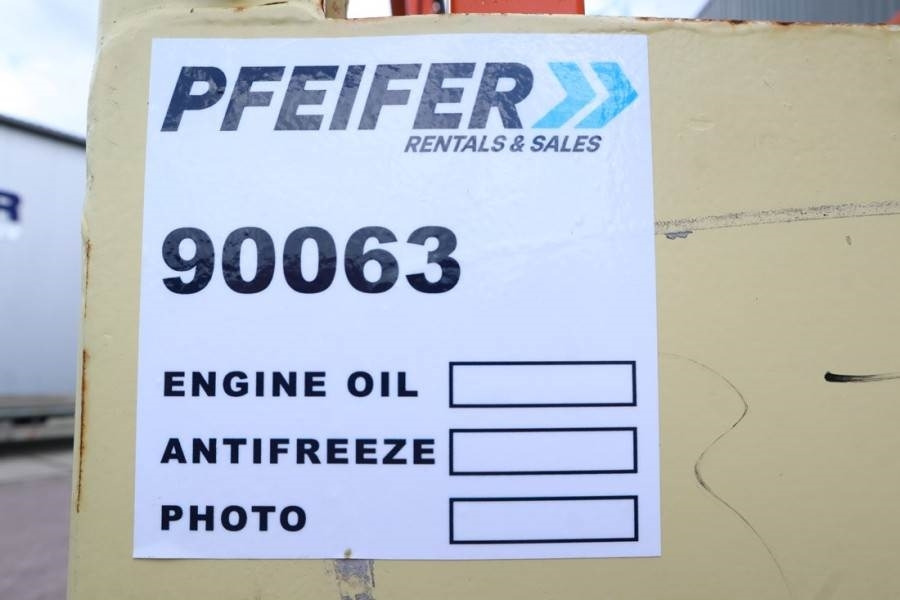 PFEIFER
RENTALS & SALES
90063
ENGINE OIL
ANTIFREEZE
PHOTO
R